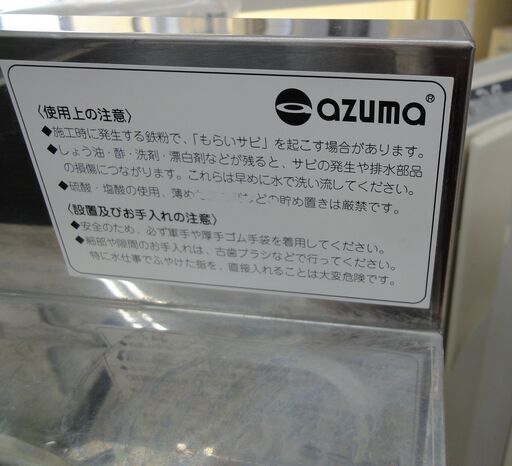 azuma®
〈使用上の注意〉
◆施工時に発生する鉄粉で、「もらいサビ」を起こす場合があります。
◆しょう油・酢・洗剤・漂白剤などが残ると、サビの発生や排水部品
の損傷につながります。これらは早めに水で洗い流してください。
◆硫酸・塩酸の使用、薄めた などの貯め置きは厳禁です。
〈設置及びお手入れの注意〉
◆安全のため、必ず軍手や厚手ゴム手袋を着用してください。
◆細部や隙間のお手入れは、古歯ブラシなどで行ってください。
特に水仕事でふやけた指を、直接入れることは大変危険です。